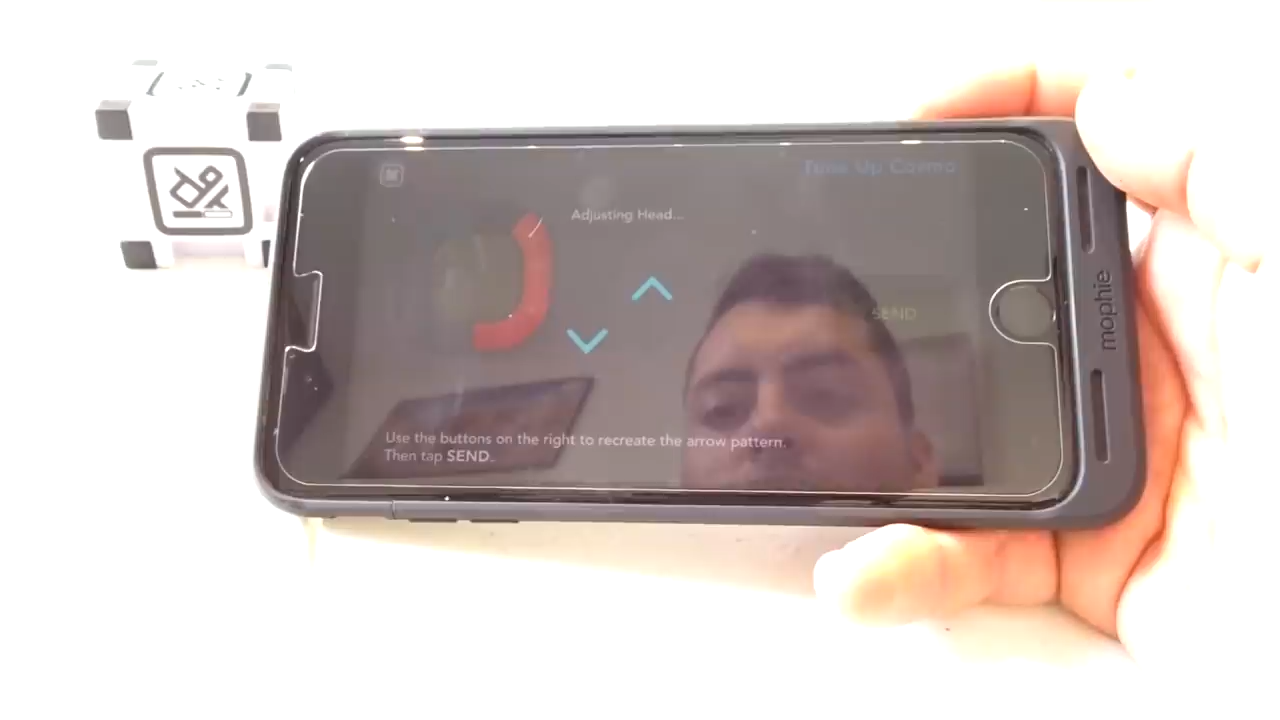 Tune Up Cozmo
Adjusting Head...
SEND
Use the buttons on the right to recreate the arrow pattern.
Then tap SEND.
mophie